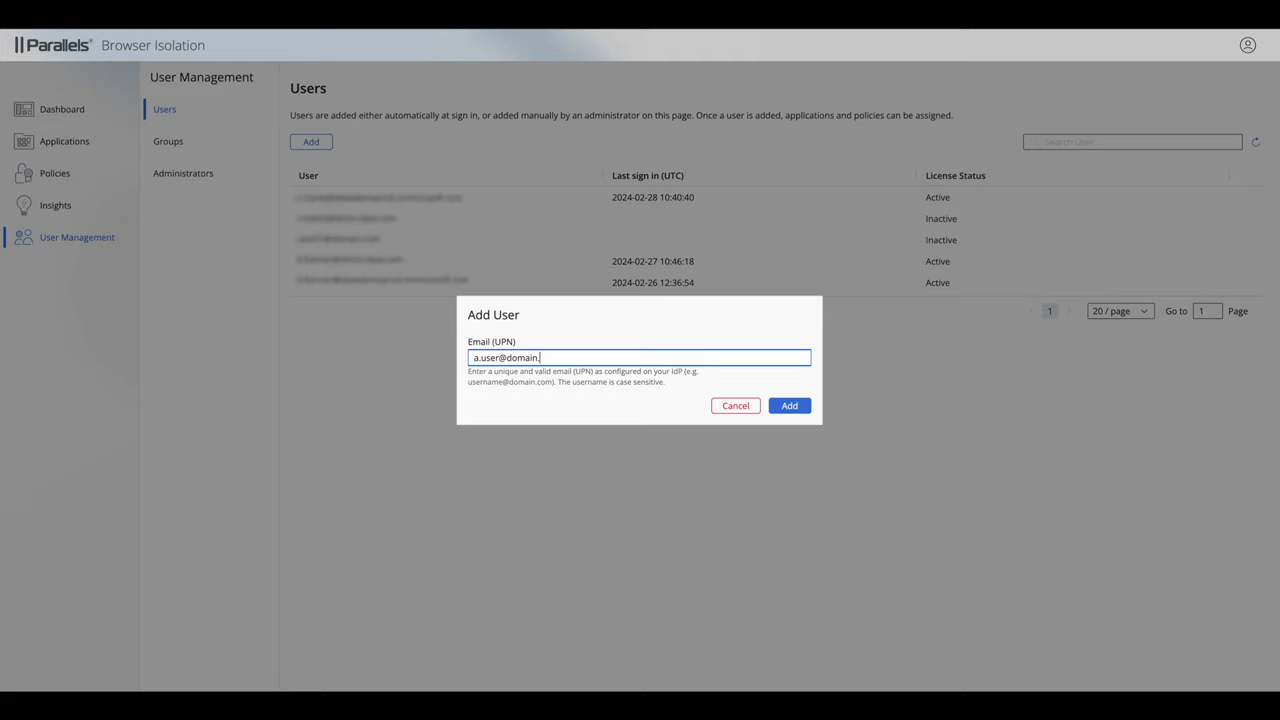 Parallels® Browser Isolation
Dashboard
Applications
Policies
Insights
User Management
User Management
Users
Groups
Administrators
Users
Users are added either automatically at sign in, or added manually by an administrator on this page. Once a user is added, applications and policies can be assigned.
Add
Search User
User Last sign in (UTC) License Status
2024-02-28 10:40:40 Active
Inactive
Inactive
2024-02-27 10:46:18 Active
2024-02-26 12:36:54 Active
1 20 / page Go to 1 Page
Add User
Email (UPN)
a.user@domain.
Enter a unique and valid email (UPN) as configured on your IdP (e.g.
username@domain.com). The username is case sensitive.
Cancel Add